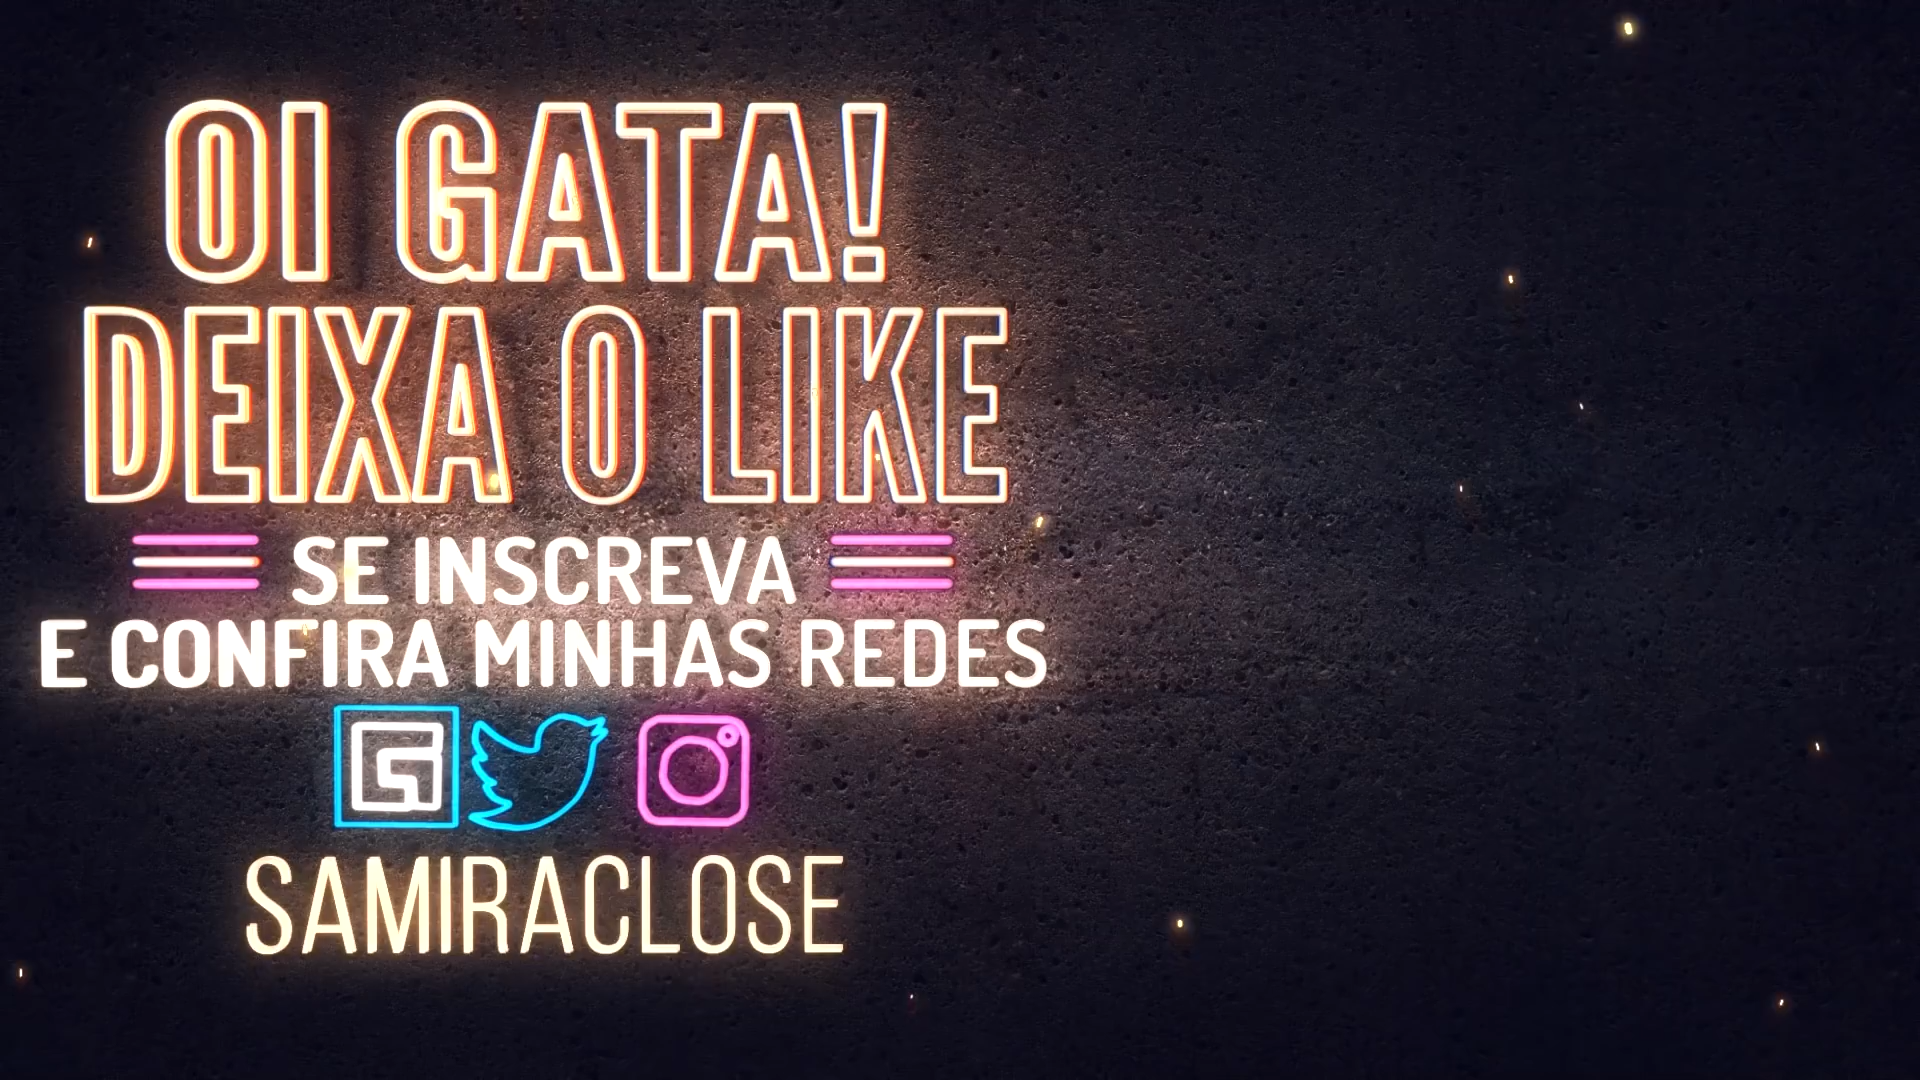 OI GATA!
DEIXA O LIKE
SE INSCREVA
E CONFIRA MINHAS REDES
SAMIRACLOSE